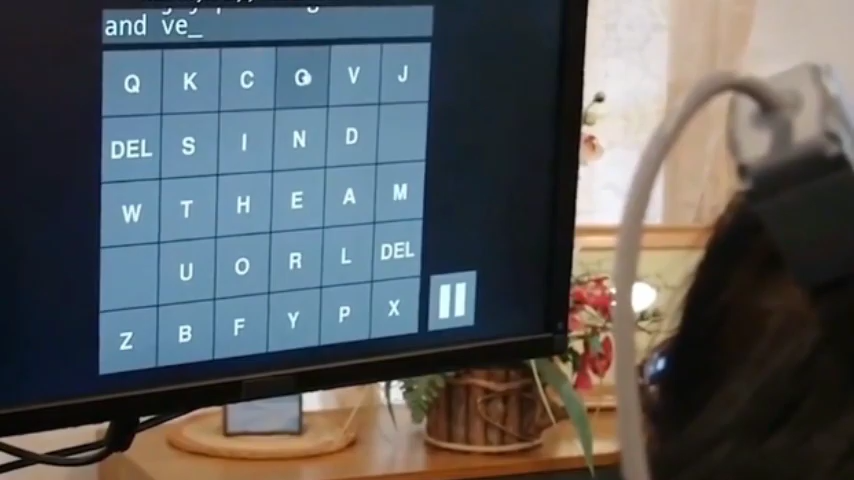 and ve_
Q K C G V J
DEL S I N D
W T H E A M
U O R L DEL
Z B F Y P X